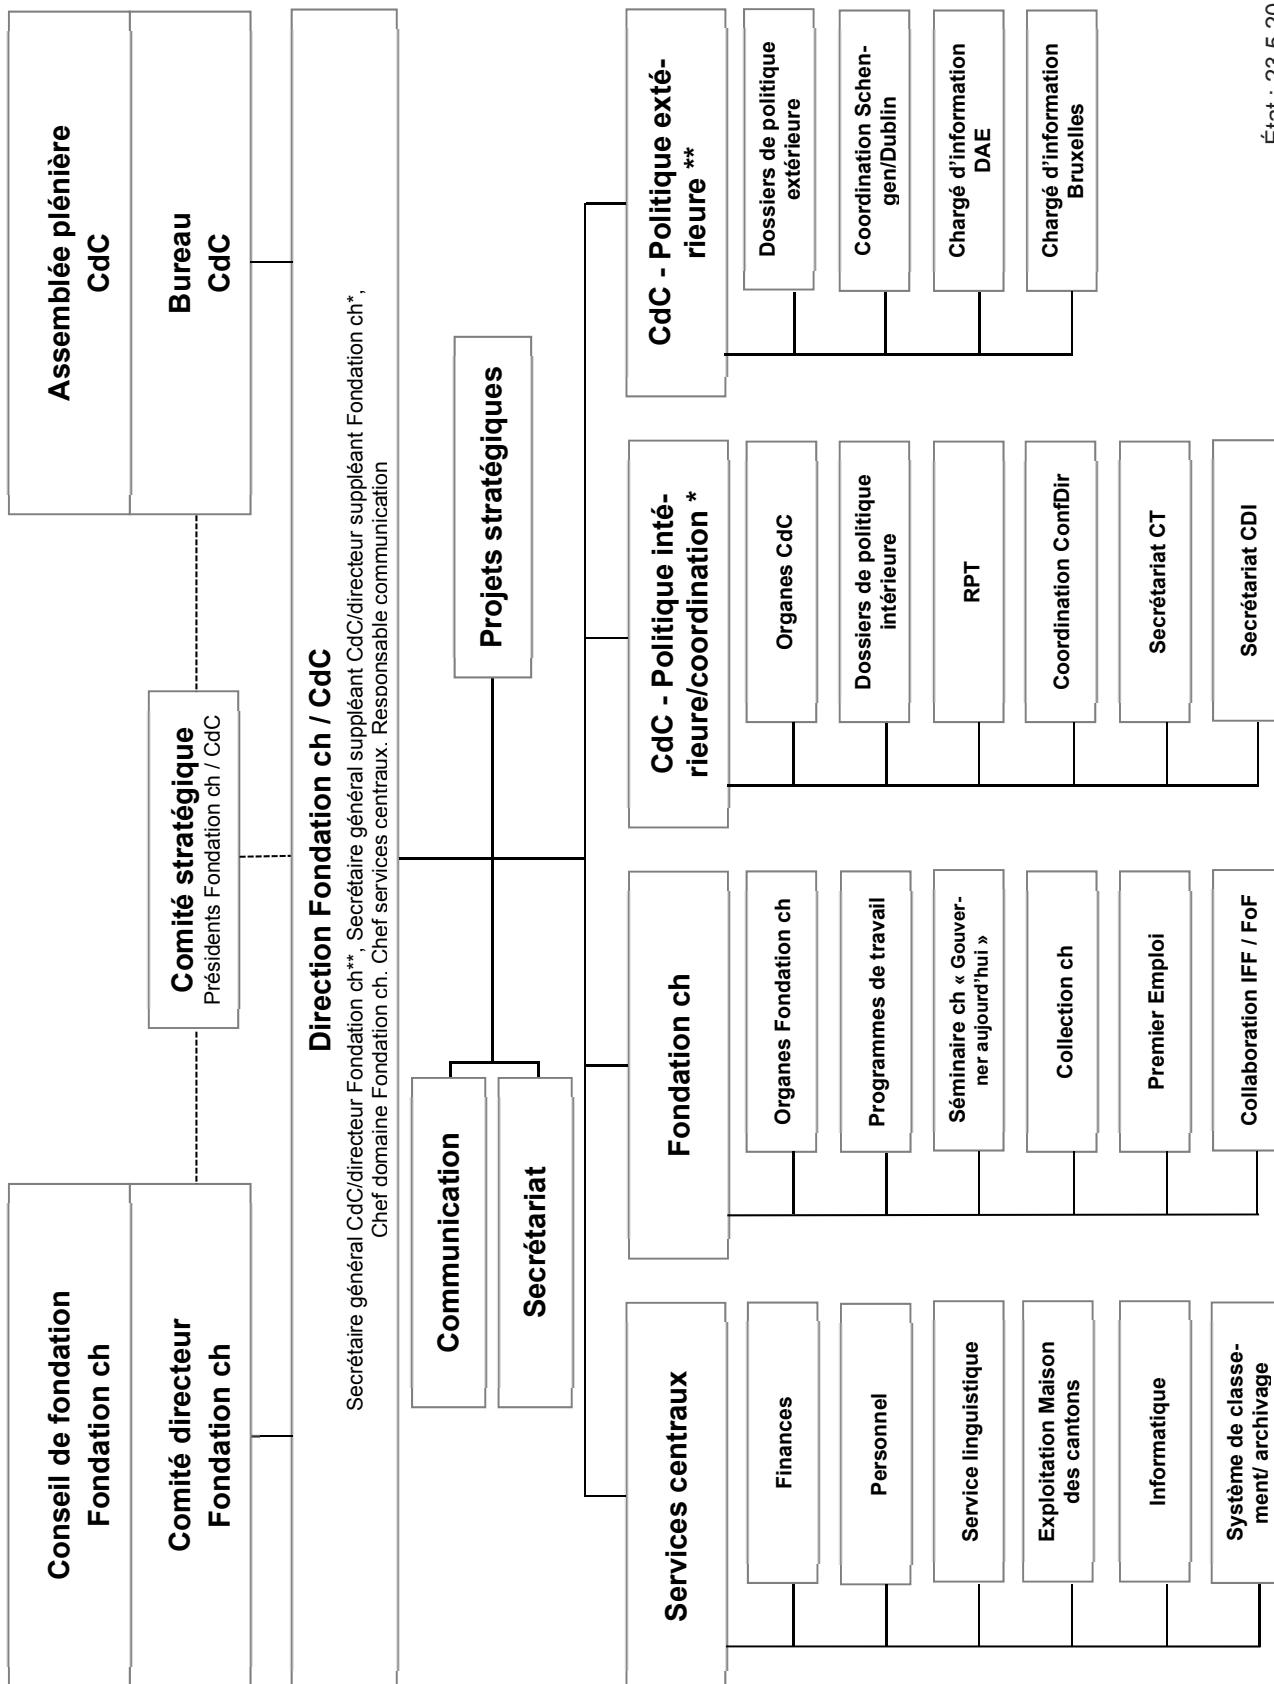 Conseil de fondation
Fondation ch
Comité directeur
Fondation ch
Comité stratégique
Présidents Fondation ch / CdC
Assemblée plénière
CdC
Bureau
CdC
Direction Fondation ch / CdC
Secrétaire général CdC/directeur Fondation ch**, Secrétaire général suppléant CdC/directeur suppléant Fondation ch*,
Chef domaine Fondation ch. Chef services centraux. Responsable communication
Communication
Secrétariat
Projets stratégiques
Services centraux
Finances
Personnel
Service linguistique
Exploitation Maison
des cantons
Informatique
Système de classe-
ment/ archivage
Fondation ch
Organes Fondation ch
Programmes de travail
Séminaire ch « Gouver-
ner aujourd'hui »
Collection ch
Premier Emploi
Collaboration IFF / FoF
CdC - Politique inté-
rieure/coordination *
Organes CdC
Dossiers de politique
intérieure
RPT
Coordination ConfDir
Secrétariat CT
Secrétariat CDI
CdC - Politique exté-
rieure **
Dossiers de politique
extérieure
Coordination Schen-
gen/Dublin
Chargé d'information
DAE
Chargé d'information
Bruxelles
État : 23.5.20